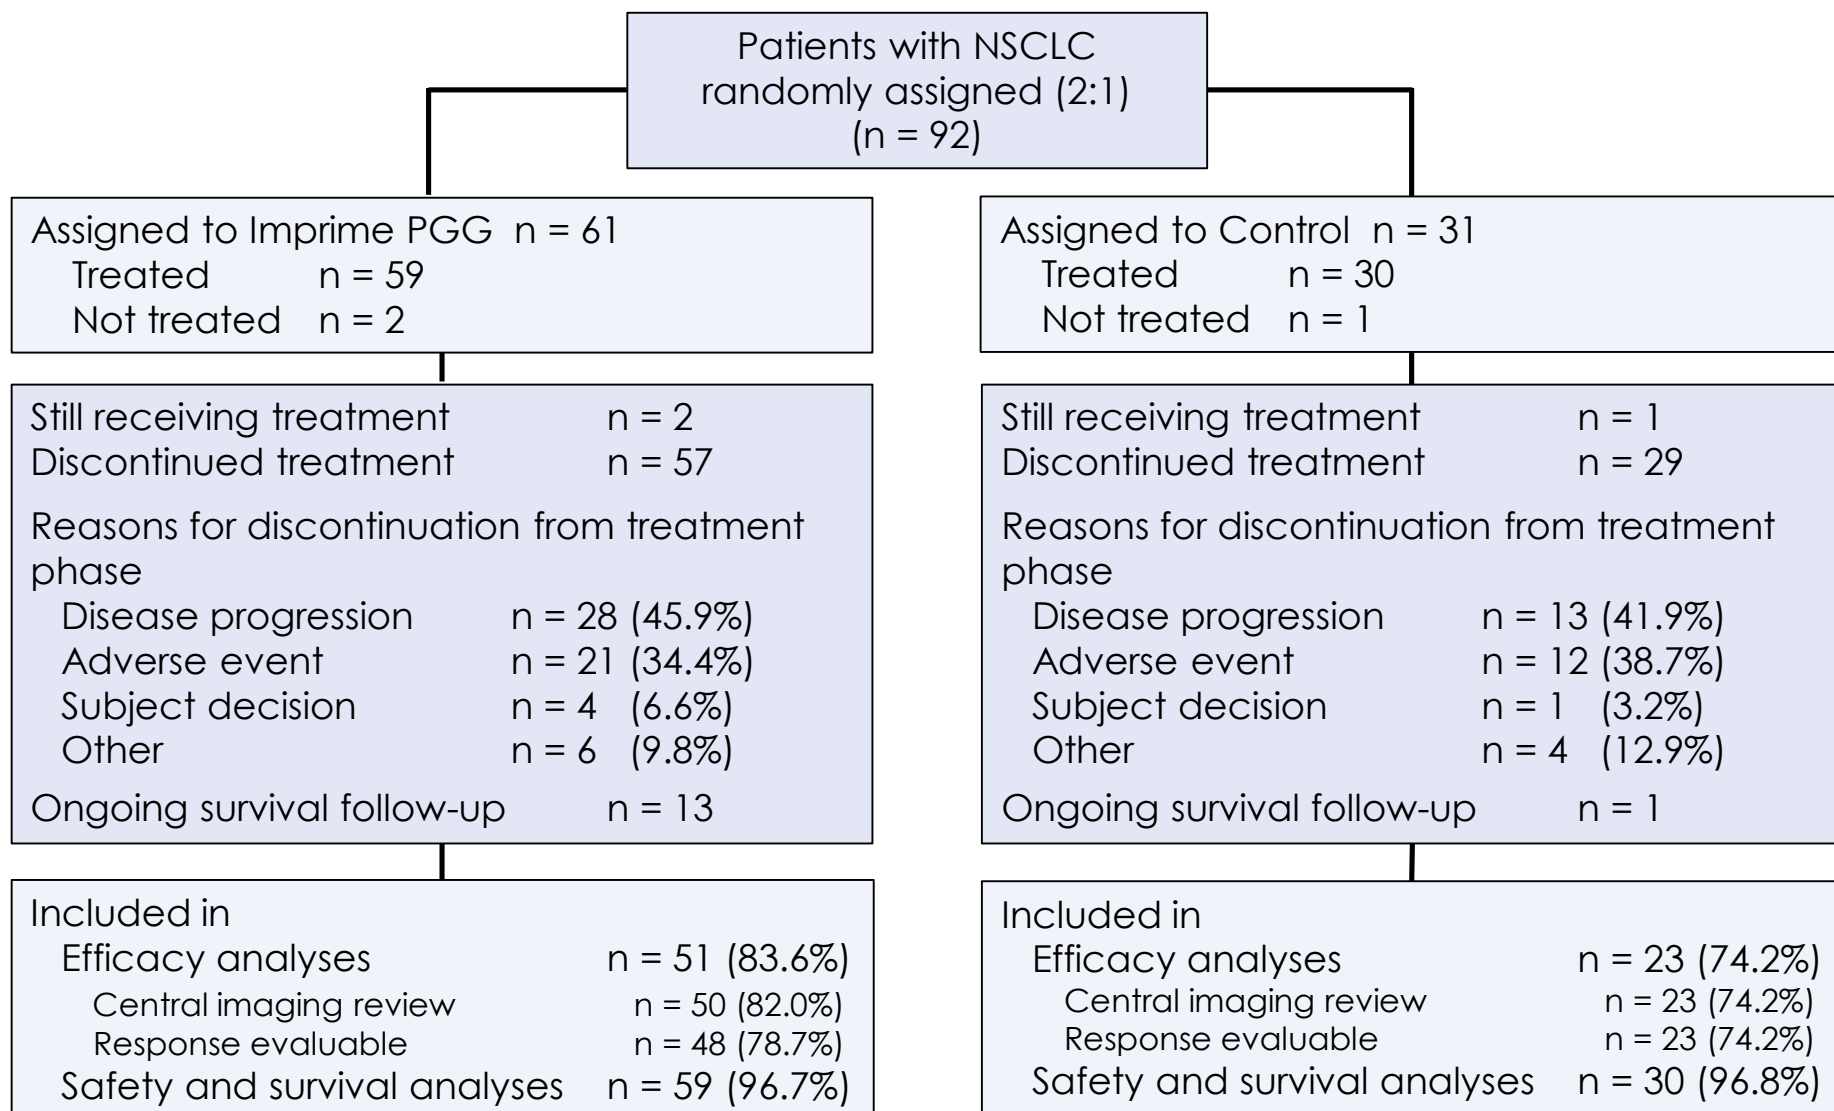 Patients with NSCLC
randomly assigned (2:1)
(n = 92)
Assigned to Imprime PGG n = 61
Treated n = 59
Not treated n = 2
Still receiving treatment n = 2
Discontinued treatment n = 57
Reasons for discontinuation from treatment
phase
Disease progression n = 28 (45.9%)
Adverse event n = 21 (34.4%)
Subject decision n = 4 (6.6%)
Other n = 6 (9.8%)
Ongoing survival follow-up n = 13
Included in
Efficacy analyses n = 51 (83.6%)
Central imaging review n = 50 (82.0%)
Response evaluable n = 48 (78.7%)
Safety and survival analyses n = 59 (96.7%)
Assigned to Control n = 31
Treated n = 30
Not treated n = 1
Still receiving treatment n = 1
Discontinued treatment n = 29
Reasons for discontinuation from treatment
phase
Disease progression n = 13 (41.9%)
Adverse event n = 12 (38.7%)
Subject decision n = 1 (3.2%)
Other n = 4 (12.9%)
Ongoing survival follow-up n = 1
Included in
Efficacy analyses n = 23 (74.2%)
Central imaging review n = 23 (74.2%)
Response evaluable n = 23 (74.2%)
Safety and survival analyses n = 30 (96.8%)